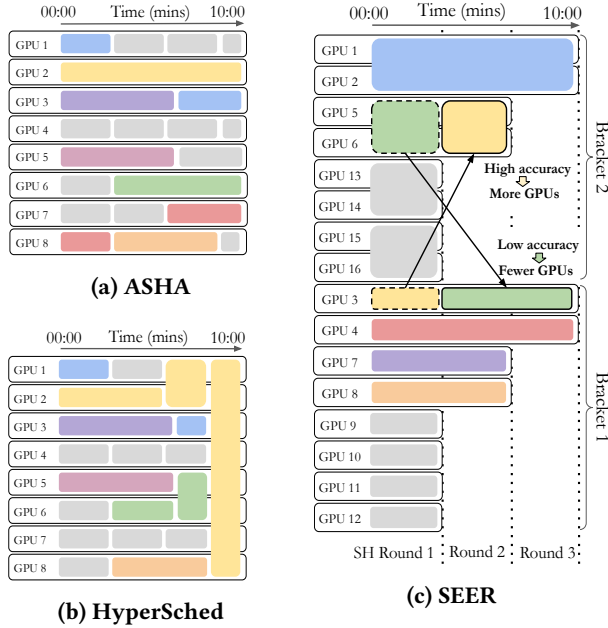 00:00 Time (mins) 10:00
GPU 1
GPU 2
GPU 3
GPU 4
GPU 5
GPU 6
GPU 7
GPU 8
(a) ASHA
00:00 Time (mins) 10:00
GPU 1
GPU 2
GPU 3
GPU 4
GPU 5
GPU 6
GPU 7
GPU 8
(b) HyperSched
00:00 Time (mins) 10:00
GPU 1
GPU 2
GPU 5
GPU 6
GPU 13
GPU 14
GPU 15
GPU 16
High accuracy
More GPUs
Low accuracy
Fewer GPUs
Bracket 2
GPU 3
GPU 4
GPU 7
GPU 8
GPU 9
GPU 10
GPU 11
GPU 12
Bracket 1
SH Round 1 Round 2 Round 3
(c) SEER